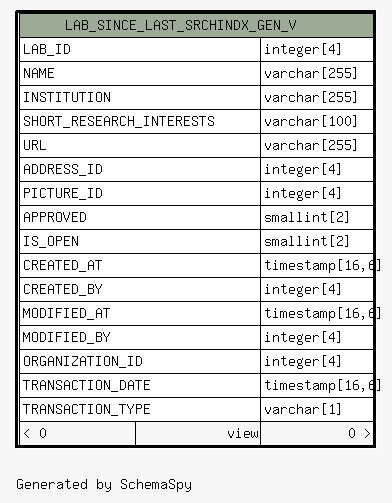 LAB_SINCE_LAST_SRCHINDX_GEN_V
LAB_ID integer[4]
NAME varchar[255]
INSTITUTION varchar[255]
SHORT_RESEARCH_INTERESTS varchar[100]
URL varchar[255]
ADDRESS_ID integer[4]
PICTURE_ID integer[4]
APPROVED smallint[2]
IS_OPEN smallint[2]
CREATED_AT timestamp[16,6]
CREATED_BY integer[4]
MODIFIED_AT timestamp[16,6]
MODIFIED_BY integer[4]
ORGANIZATION_ID integer[4]
TRANSACTION_DATE timestamp[16,6]
TRANSACTION_TYPE varchar[1]
< 0 view 0 >
Generated by SchemaSpy